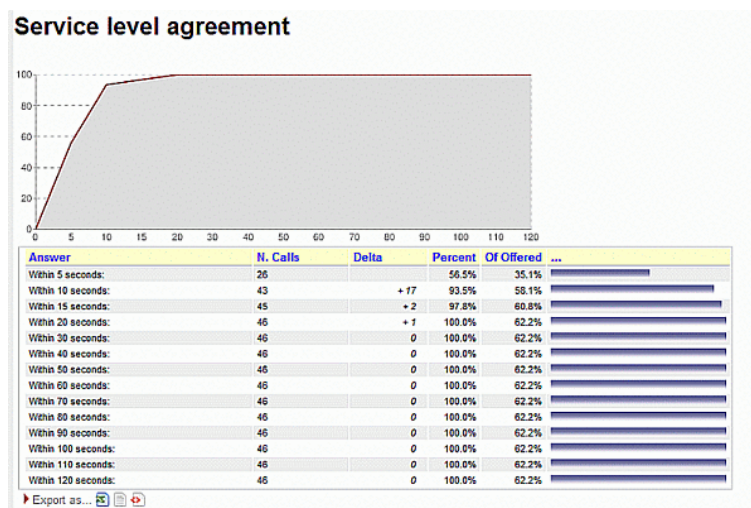 Service level agreement
100
80
60
40
20
0
0 5 10 15 20 30 40 50 60 70 80 90 100 110 120
Answer N. Calls Delta Percent Of Offered ...
Within 5 seconds: 26 56.5% 35.1%
Within 10 seconds: 43 + 17 93.5% 58.1%
Within 15 seconds: 45 + 2 97.8% 60.8%
Within 20 seconds: 46 + 1 100.0% 62.2%
Within 30 seconds: 46 0 100.0% 62.2%
Within 40 seconds: 46 0 100.0% 62.2%
Within 50 seconds: 46 0 100.0% 62.2%
Within 60 seconds: 46 0 100.0% 62.2%
Within 70 seconds: 46 0 100.0% 62.2%
Within 80 seconds: 46 0 100.0% 62.2%
Within 90 seconds: 46 0 100.0% 62.2%
Within 100 seconds: 46 0 100.0% 62.2%
Within 110 seconds: 46 0 100.0% 62.2%
Within 120 seconds: 46 0 100.0% 62.2%
Export as...